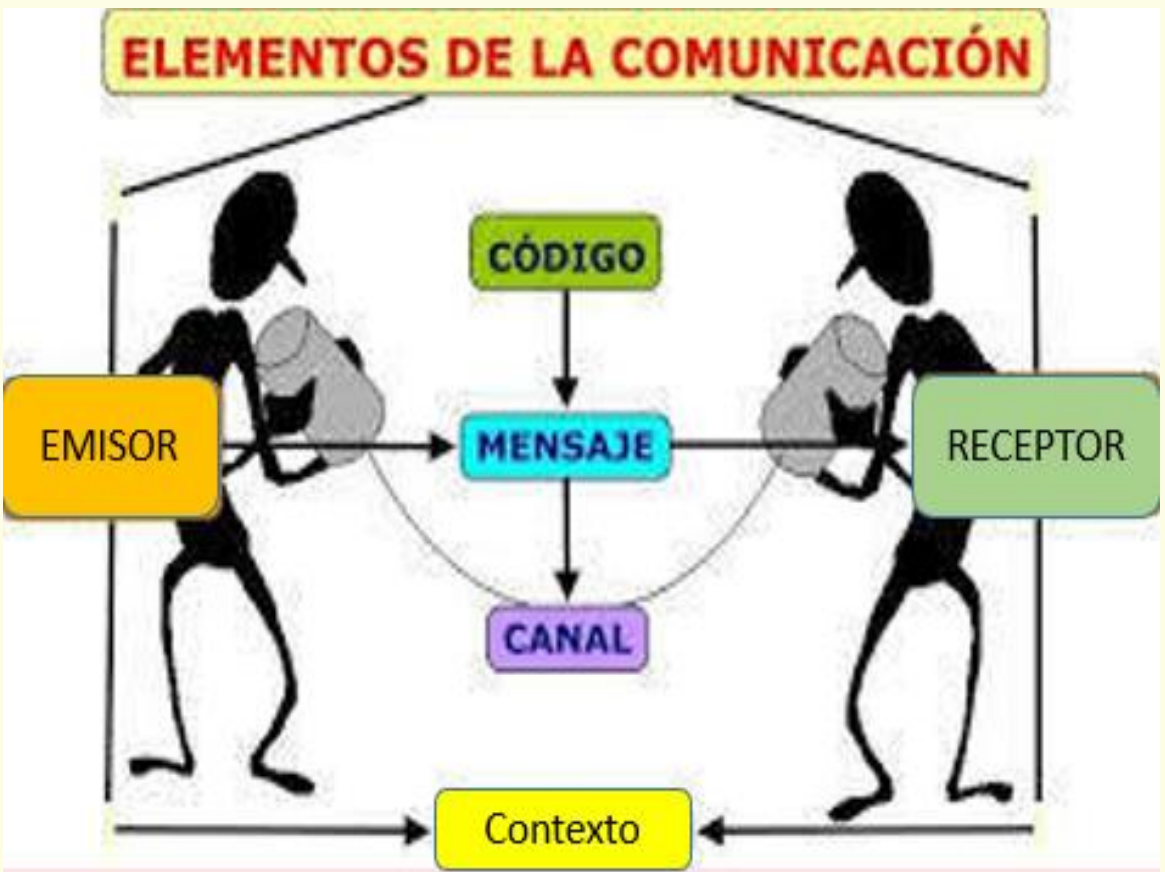 ELEMENTOS DE LA COMUNICACIÓN
CÓDIGO
EMISOR
MENSAJE
RECEPTOR
CANAL
Contexto